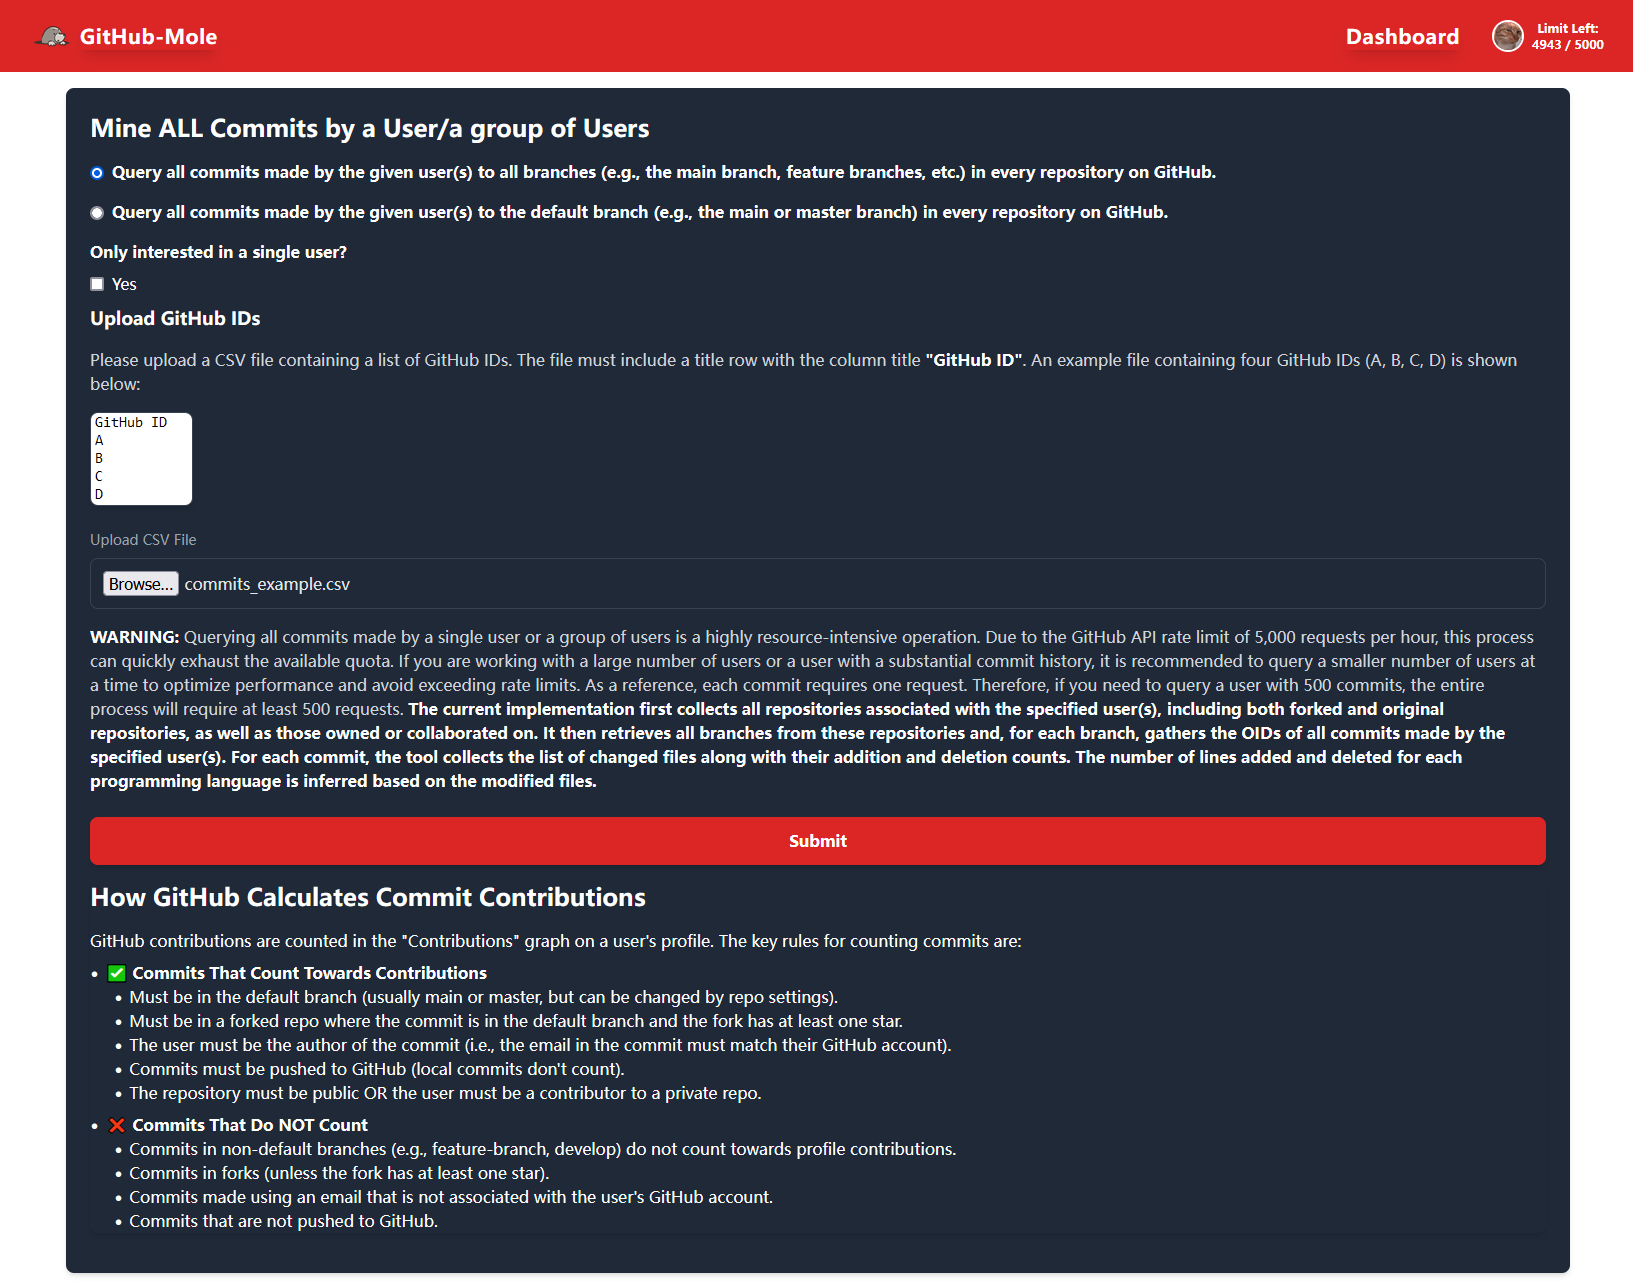 GitHub-Mole
Dashboard
Limit Left:
4943 / 5000
Mine ALL Commits by a User/a group of Users
Query all commits made by the given user(s) to all branches (e.g., the main branch, feature branches, etc.) in every repository on GitHub.
Query all commits made by the given user(s) to the default branch (e.g., the main or master branch) in every repository on GitHub.
Only interested in a single user?
Yes
Upload GitHub IDs
Please upload a CSV file containing a list of GitHub IDs. The file must include a title row with the column title "GitHub ID". An example file containing four GitHub IDs (A, B, C, D) is shown
below:
GitHub ID
A
B
C
D
Upload CSV File
Browse... commits_example.csv
WARNING: Querying all commits made by a single user or a group of users is a highly resource-intensive operation. Due to the GitHub API rate limit of 5,000 requests per hour, this process
can quickly exhaust the available quota. If you are working with a large number of users or a user with a substantial commit history, it is recommended to query a smaller number of users at
a time to optimize performance and avoid exceeding rate limits. As a reference, each commit requires one request. Therefore, if you need to query a user with 500 commits, the entire
process will require at least 500 requests. The current implementation first collects all repositories associated with the specified user(s), including both forked and original
repositories, as well as those owned or collaborated on. It then retrieves all branches from these repositories and, for each branch, gathers the OIDs of all commits made by the
specified user(s). For each commit, the tool collects the list of changed files along with their addition and deletion counts. The number of lines added and deleted for each
programming language is inferred based on the modified files.
Submit
How GitHub Calculates Commit Contributions
GitHub contributions are counted in the "Contributions" graph on a user's profile. The key rules for counting commits are:
• ✅ Commits That Count Towards Contributions
• Must be in the default branch (usually main or master, but can be changed by repo settings).
• Must be in a forked repo where the commit is in the default branch and the fork has at least one star.
• The user must be the author of the commit (i.e., the email in the commit must match their GitHub account).
• Commits must be pushed to GitHub (local commits don't count).
• The repository must be public OR the user must be a contributor to a private repo.
• ❌ Commits That Do NOT Count
• Commits in non-default branches (e.g., feature-branch, develop) do not count towards profile contributions.
• Commits in forks (unless the fork has at least one star).
• Commits made using an email that is not associated with the user's GitHub account.
• Commits that are not pushed to GitHub.